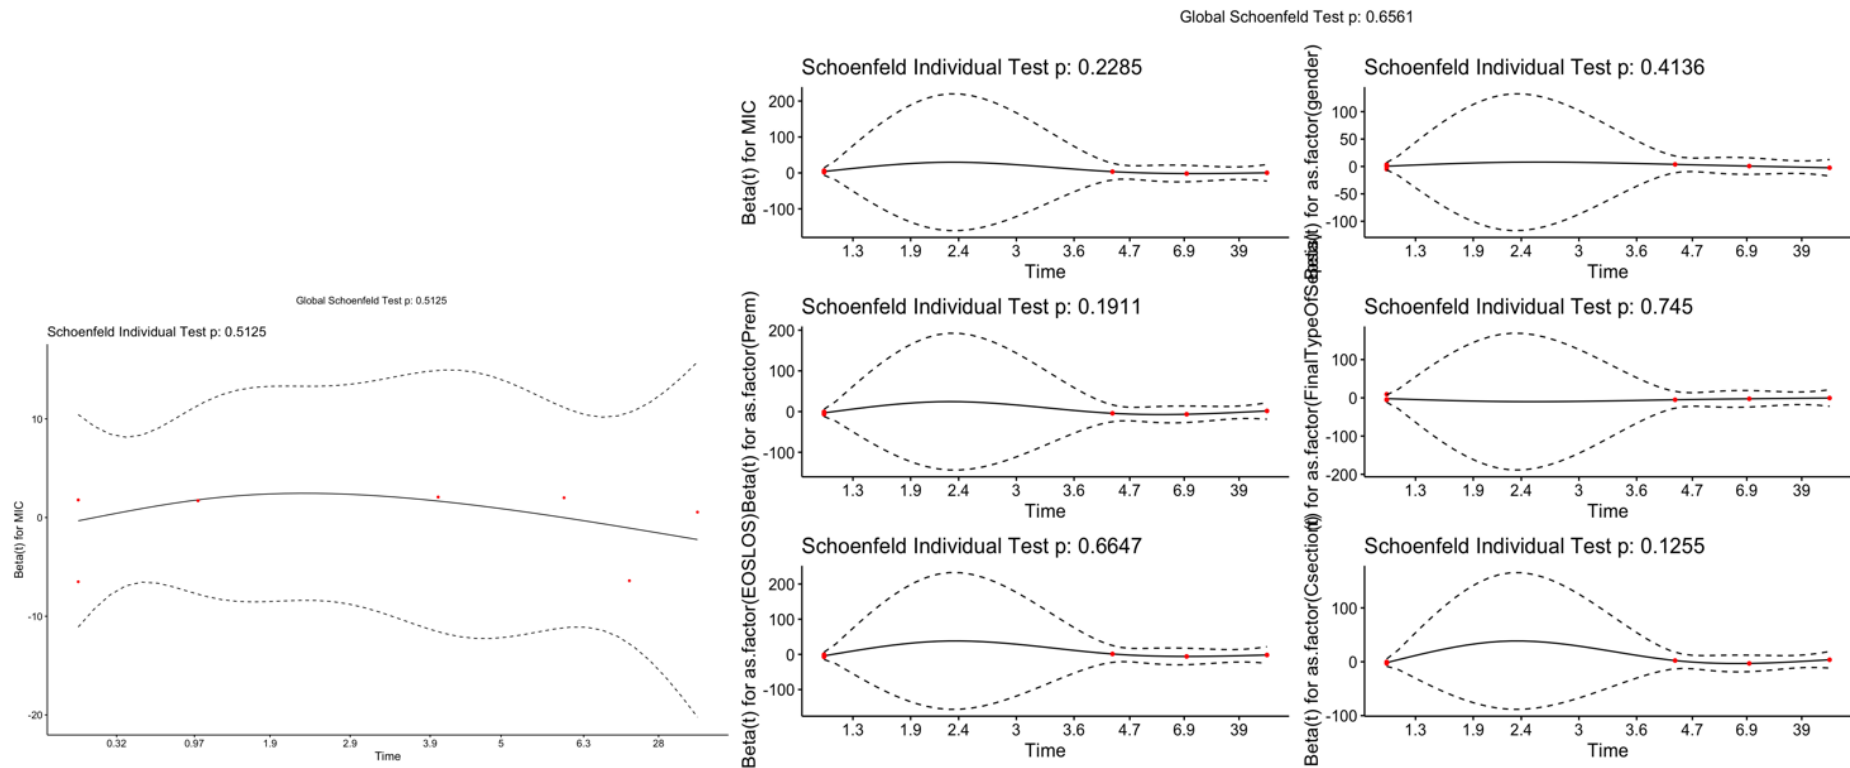 Global Schoenfeld Test p: 0.5125
Schoenfeld Individual Test p: 0.5125
Beta(t) for MIC
10
0
-10
-20
0.32 0.97 1.9 2.9 3.9 5 6.3 28
Time
Global Schoenfeld Test p: 0.6561
Schoenfeld Individual Test p: 0.2285
Beta(t) for MIC
200
100
0
-100
1.3 1.9 2.4 3 3.6 4.7 6.9 39
Time
Schoenfeld Individual Test p: 0.4136
Beta(t) for as.factor(gender)
100
50
0
-50
-100
1.3 1.9 2.4 3 3.6 4.7 6.9 39
Time
Schoenfeld Individual Test p: 0.1911
Beta(t) for as.factor(Prem)
200
100
0
-100
1.3 1.9 2.4 3 3.6 4.7 6.9 39
Time
Schoenfeld Individual Test p: 0.745
for as.factor(FinalTypeOfSepsis)
100
0
-100
-200
1.3 1.9 2.4 3 3.6 4.7 6.9 39
Time
Schoenfeld Individual Test p: 0.6647
Beta(t) for as.factor(EOSLOS)
200
100
0
-100
1.3 1.9 2.4 3 3.6 4.7 6.9 39
Time
Schoenfeld Individual Test p: 0.1255
Beta(t) for as.factor(Csection)
100
0
-100
1.3 1.9 2.4 3 3.6 4.7 6.9 39
Time